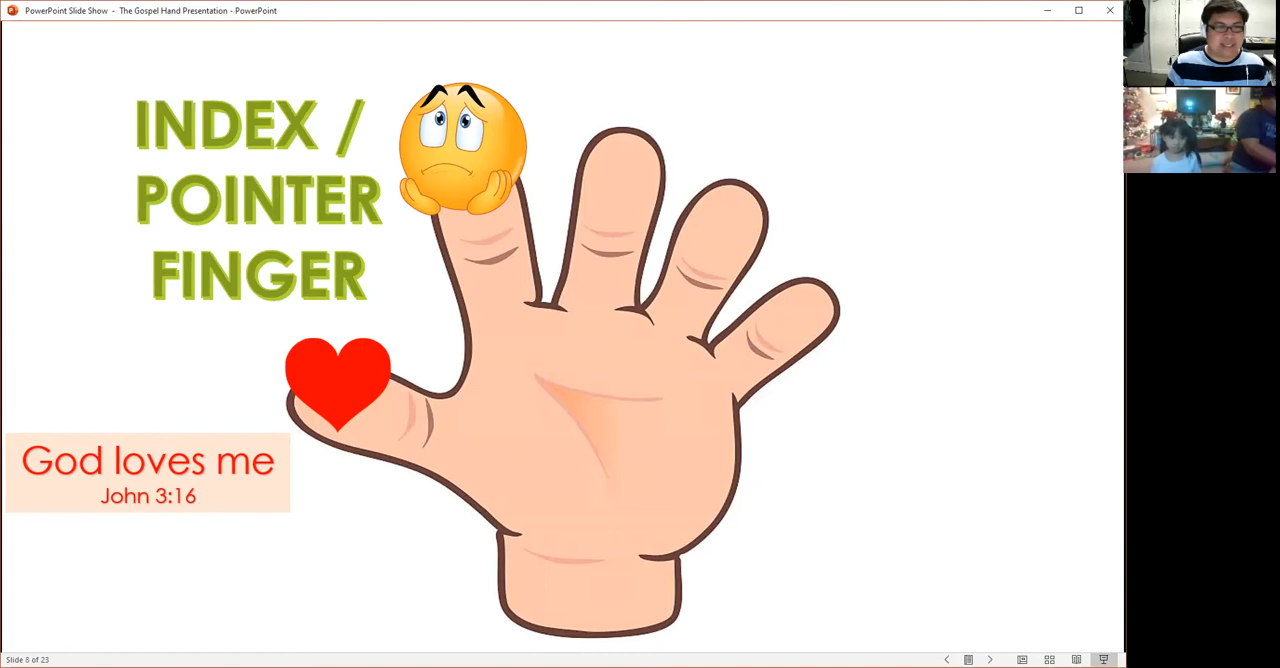 PowerPoint Slide Show - The Gospel Hand Presentation - PowerPoint
INDEX /
POINTER
FINGER
God loves me
John 3:16
Slide 8 of 23